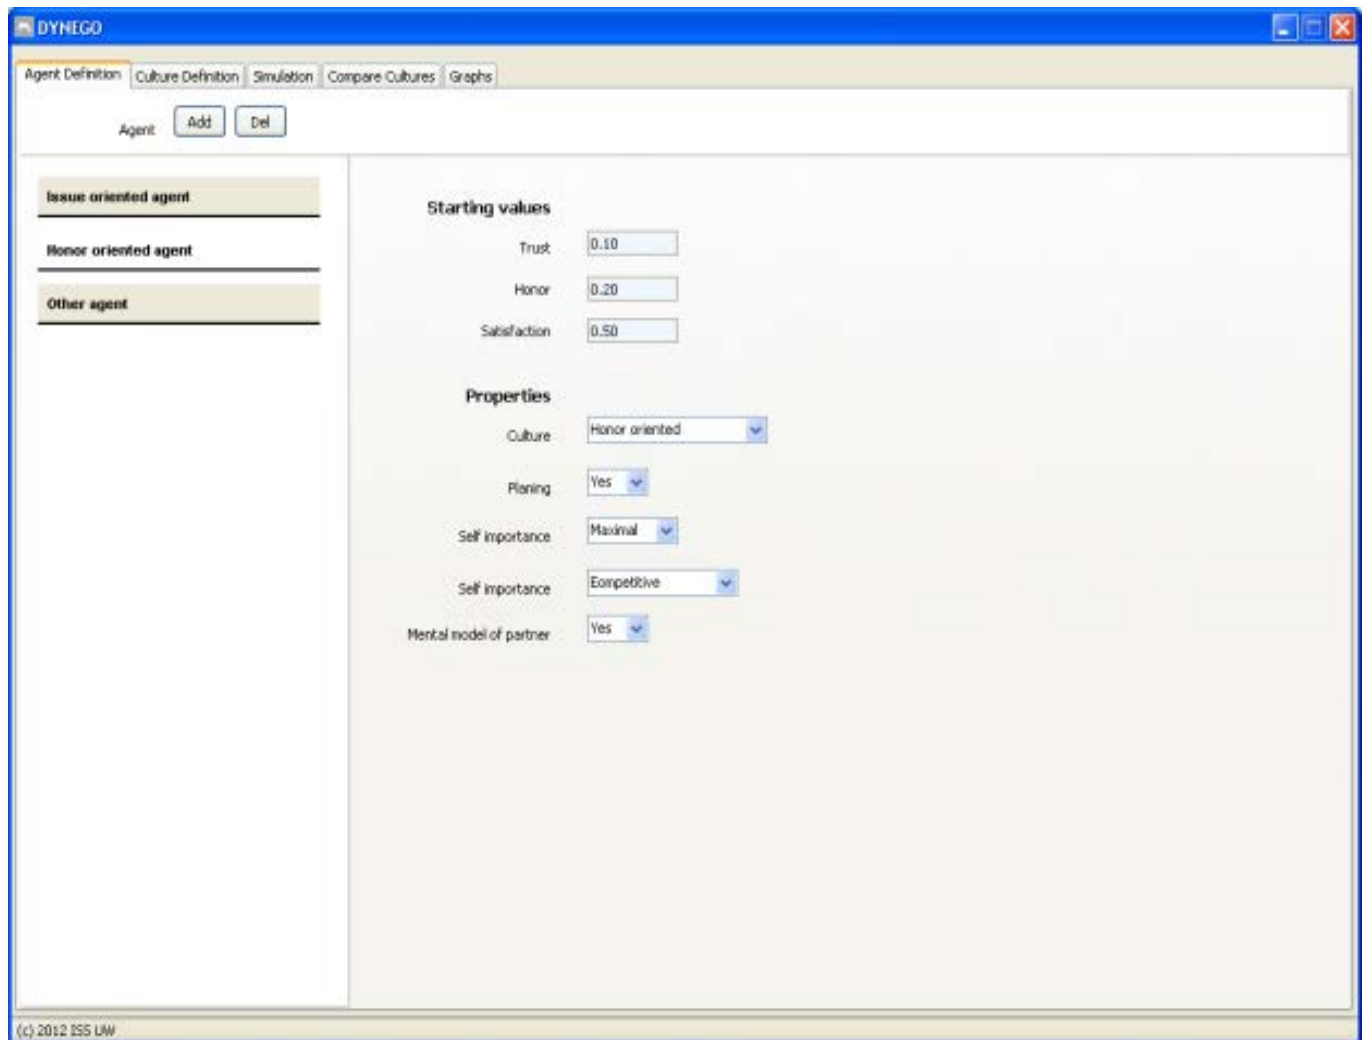 DYNEGO
Agent Definition Culture Definition Simulation Compare Cultures Graphs
Agent Add Del
Issue oriented agent
Honor oriented agent
Other agent
Starting values
Trust 0.10
Honor 0.20
Satisfaction 0.50
Properties
Culture Honor oriented
Planing Yes
Self importance Maximal
Self importance Eompetitive
Mental model of partner Yes
(c) 2012 ISS UW